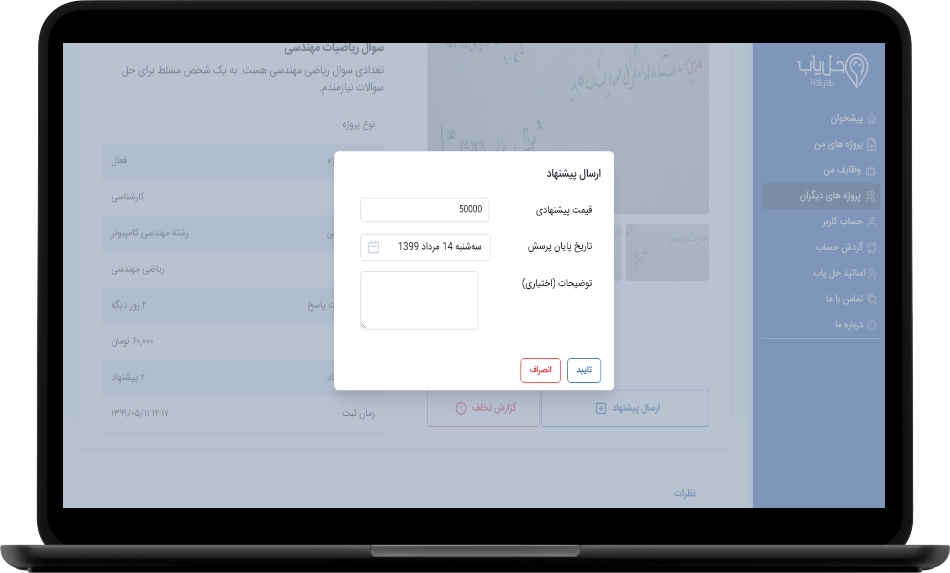 حل‌یاب
Halyab
پیشخوان
پروژه های من
وظایف من
پروژه های دیگران
حساب کاربر
گردش حساب
اساتید حل یاب
تماس با ما
درباره ما
سوال ریاضیات مهندسی
تعدادی سوال ریاضی مهندسی هست. به یک شخص مسلط برای حل
سوالات نیازمندم.
نوع پروژه
فعال
کارشناسی
رشته مهندسی کامپیوتر
ریاضی مهندسی
۲ روز دیگه
۶۰,۰۰۰ تومان
۲ پیشنهاد
زمان ثبت ۱۳۹۹/۰۵/۱۱ ۱۲:۱۷
ارسال پیشنهاد
قیمت پیشنهادی 50000
تاریخ پایان پرسش سه‌شنبه 14 مرداد 1399
توضیحات (اختیاری)
تایید انصراف
ارسال پیشنهاد گزارش تخلف
نظرات